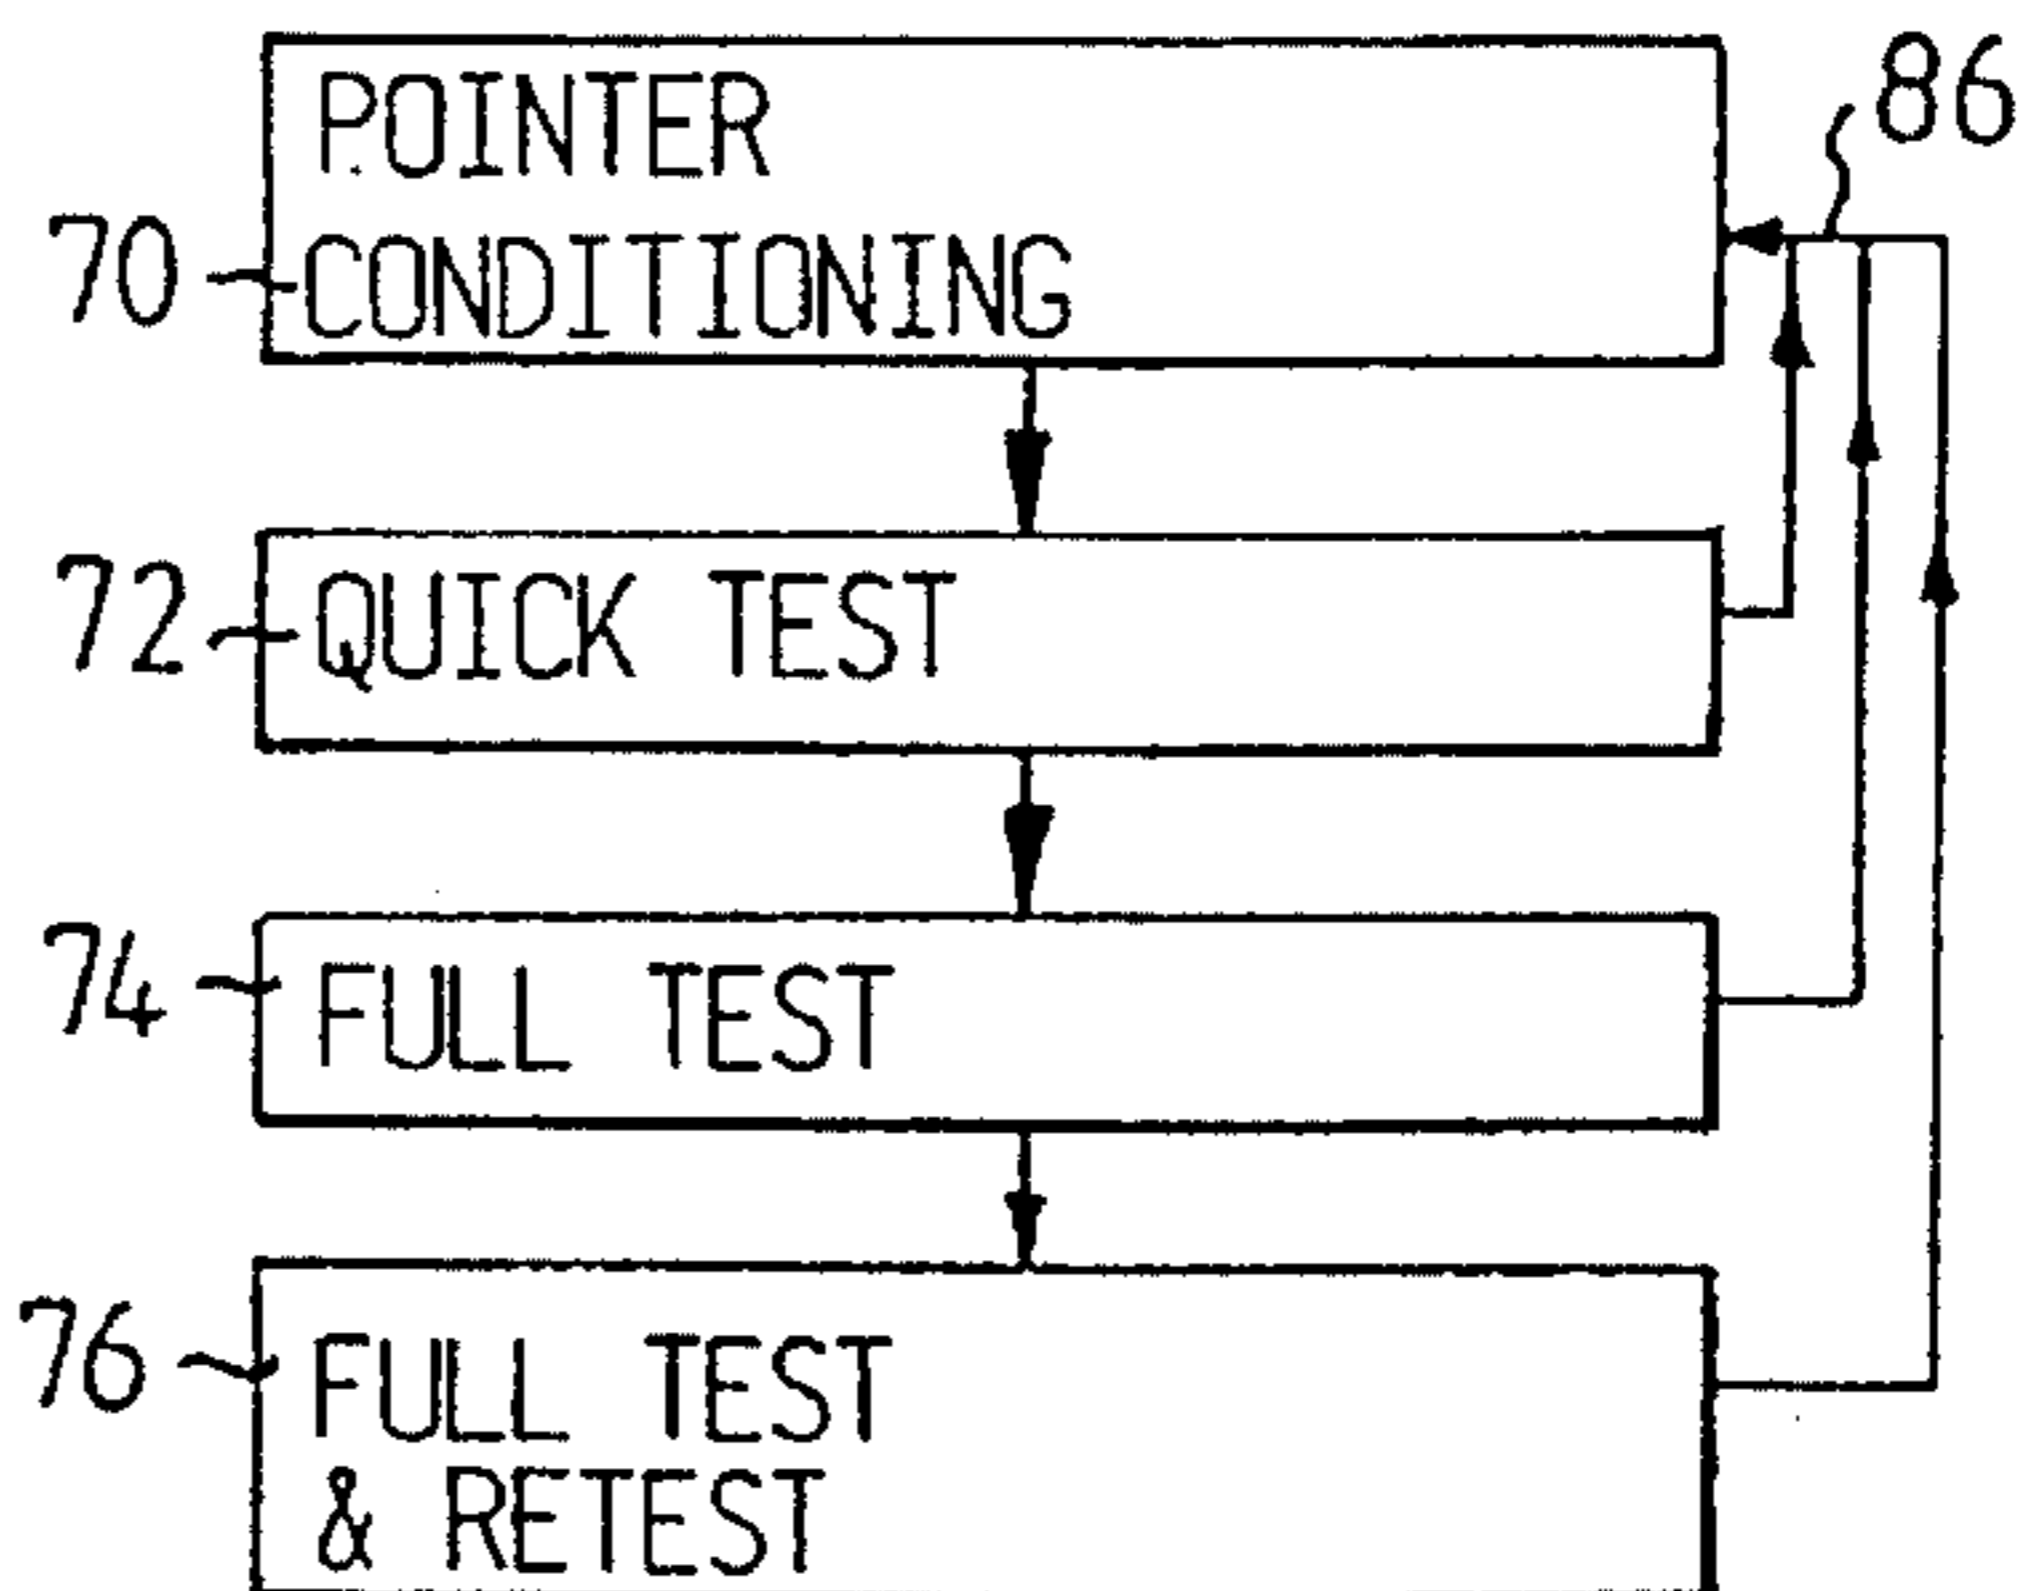 POINTER
86
70
CONDITIONING
72
QUICK TEST
74
FULL TEST
76
FULL TEST
& RETEST